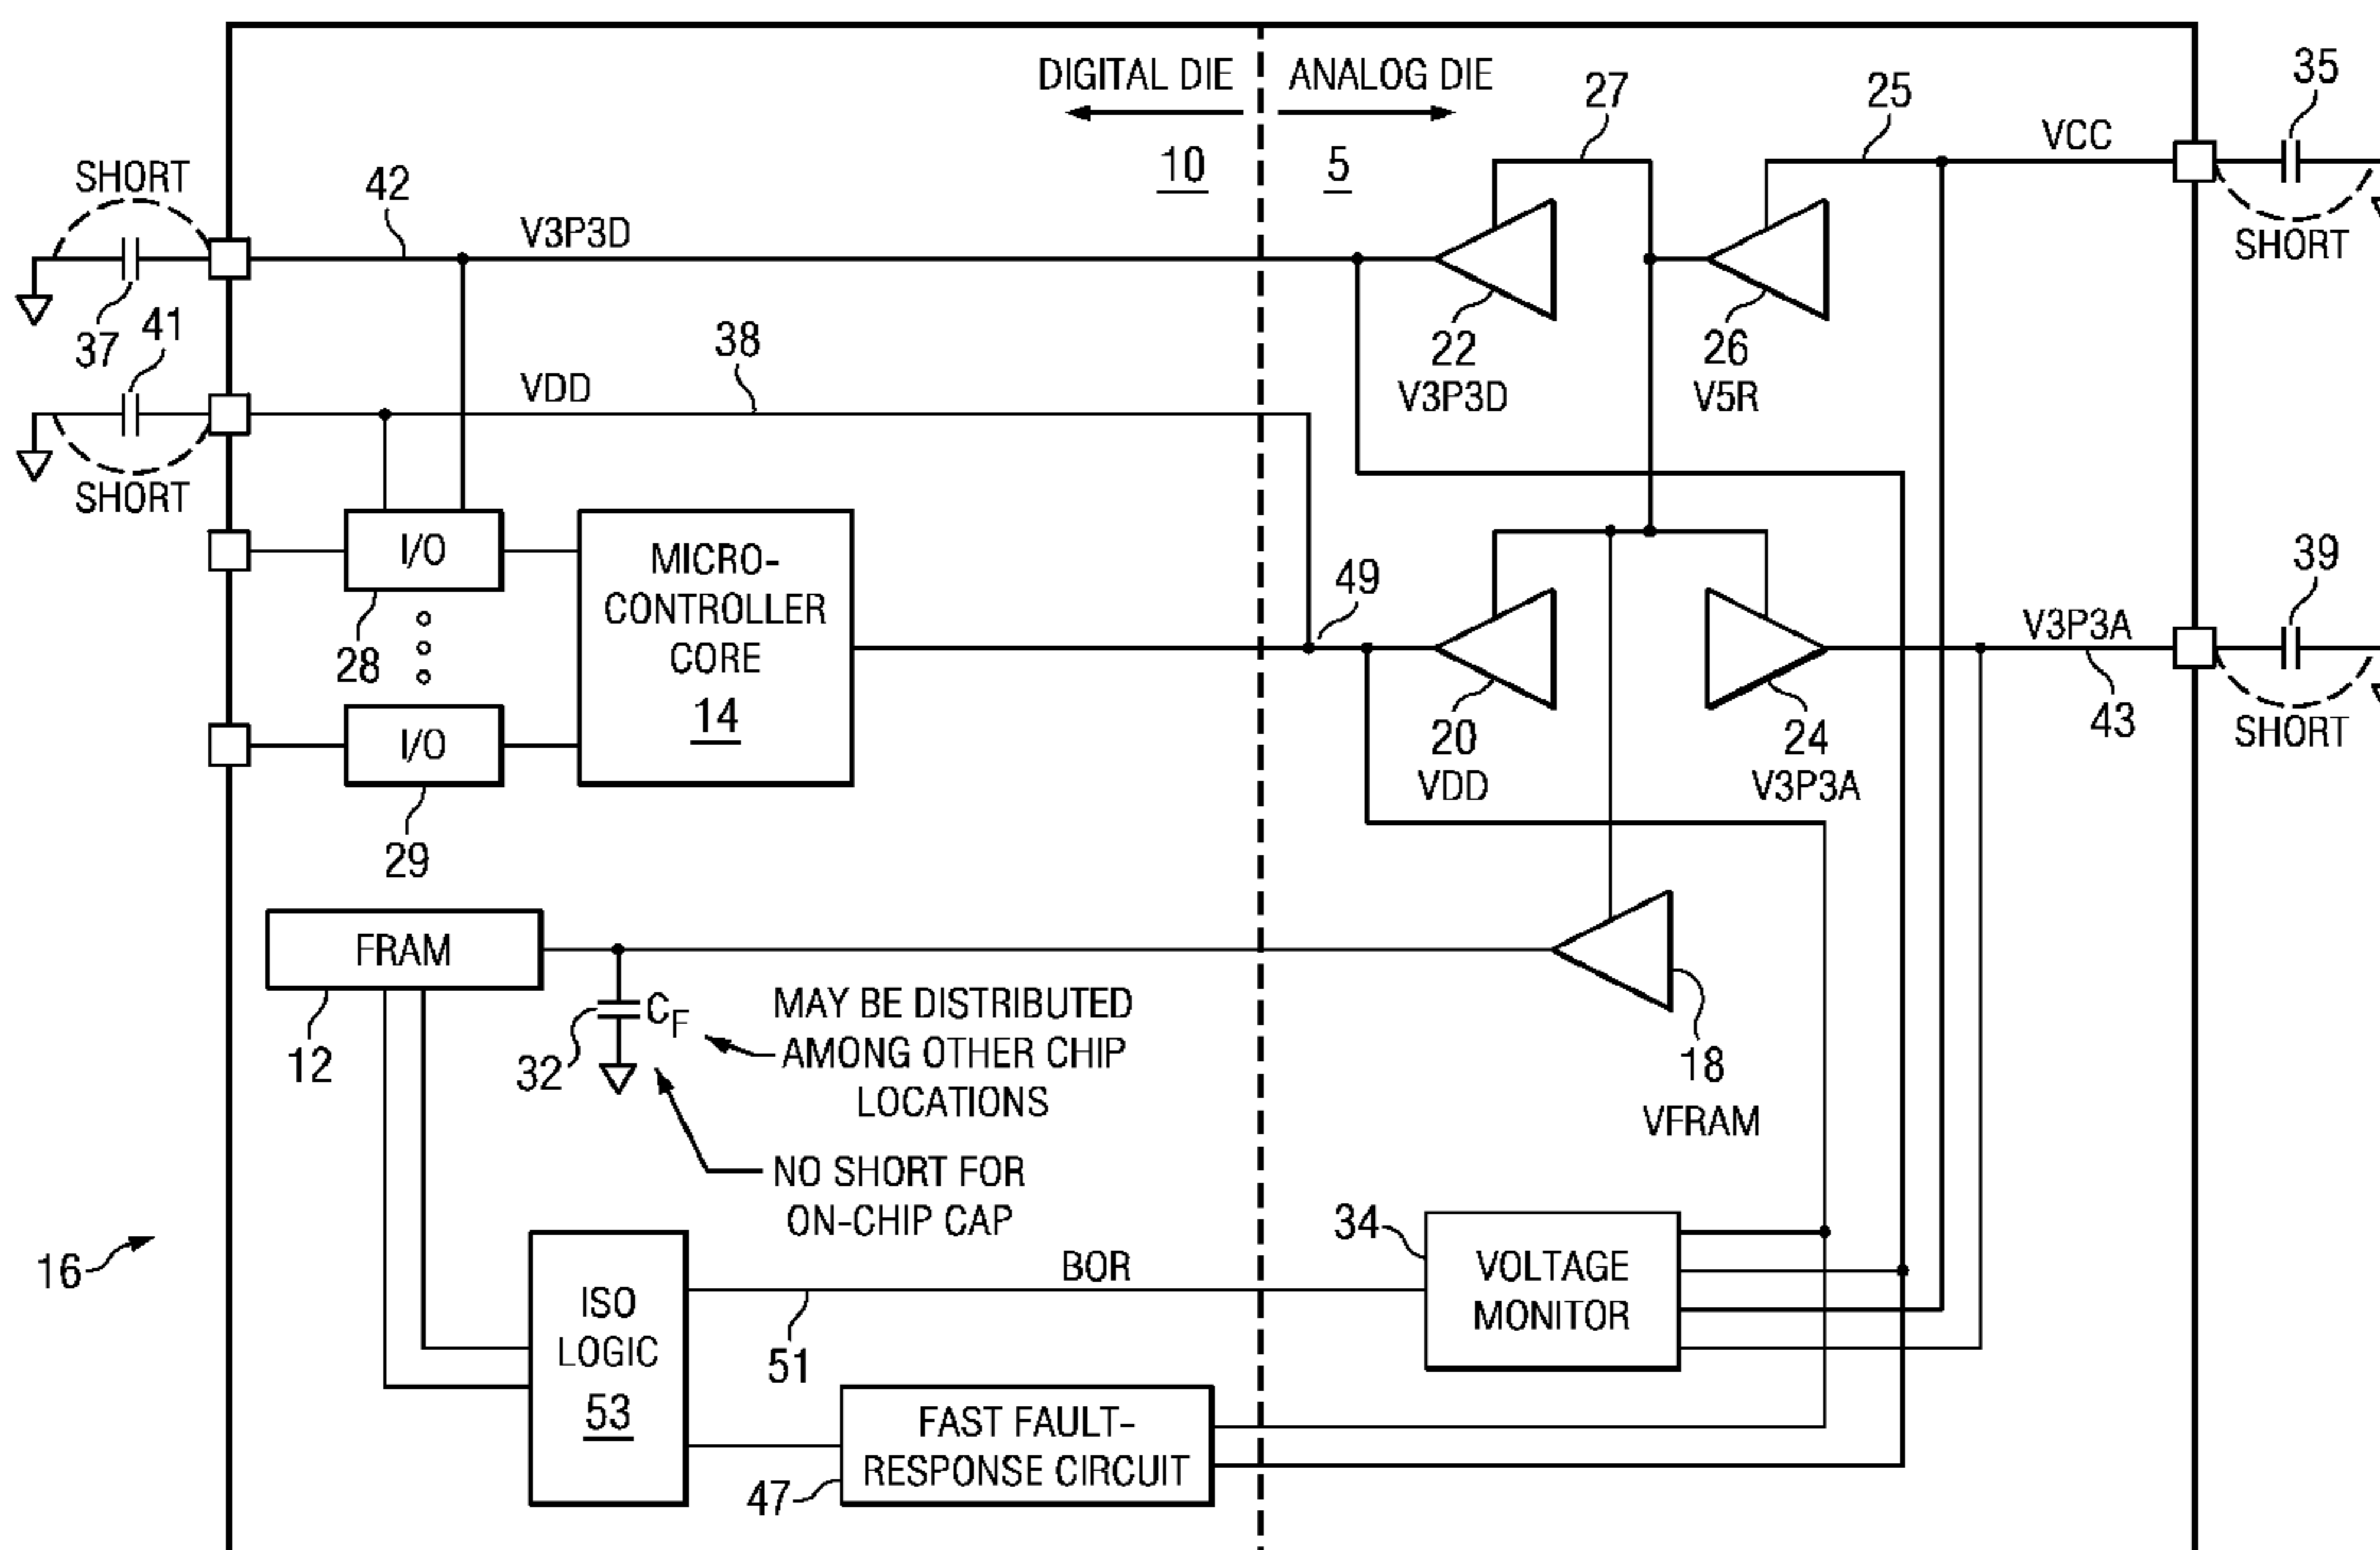 DIGITAL DIE
ANALOG DIE
10
5
27
25
VCC
35
SHORT
SHORT
42
V3P3D
37
41
22
V3P3D
26
V5R
38
VDD
SHORT
I/O
28
MICRO-
CONTROLLER
CORE
14
49
20
VDD
24
V3P3A
V3P3A
43
39
SHORT
I/O
29
FRAM
12
32
CF
MAY BE DISTRIBUTED
AMONG OTHER CHIP
LOCATIONS
NO SHORT FOR
ON-CHIP CAP
18
VFRAM
16
ISO
LOGIC
53
BOR
51
34
VOLTAGE
MONITOR
FAST FAULT-
RESPONSE CIRCUIT
47